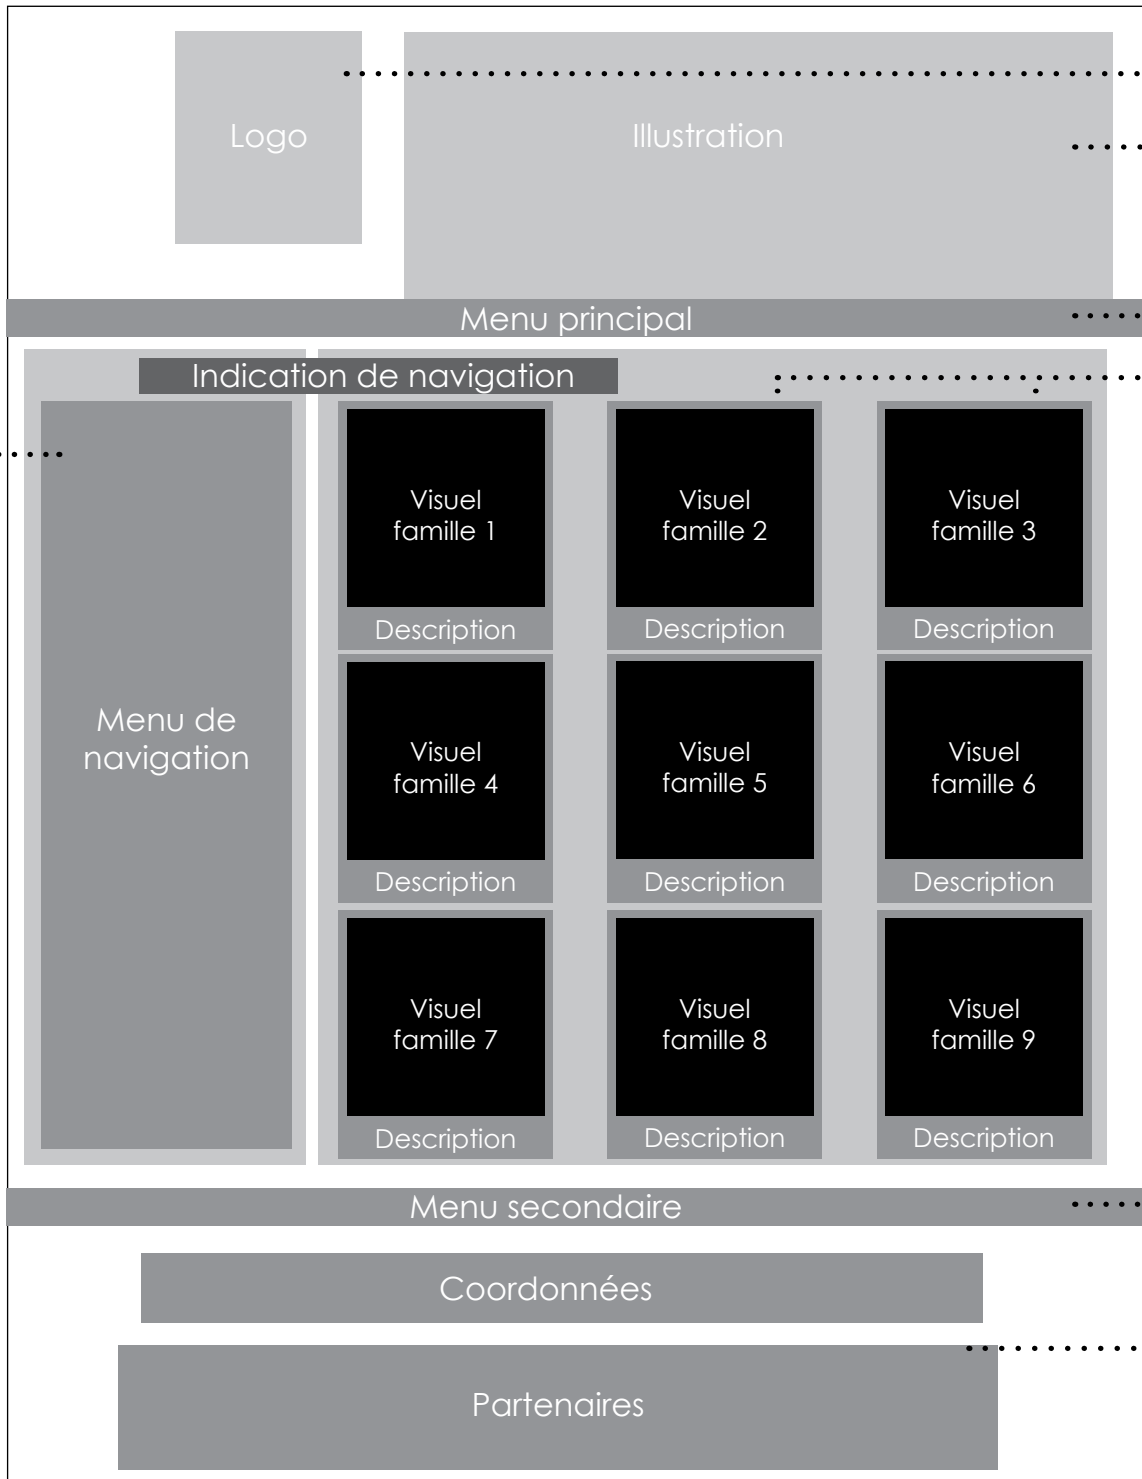 Logo
Illustration
Menu principal
Indication de navigation
Visuel
famille 1
Visuel
famille 2
Visuel
famille 3
Description
Description
Description
Menu de
navigation
Visuel
famille 4
Visuel
famille 5
Visuel
famille 6
Description
Description
Description
Visuel
famille 7
Visuel
famille 8
Visuel
famille 9
Description
Description
Description
Menu secondaire
Coordonnées
Partenaires